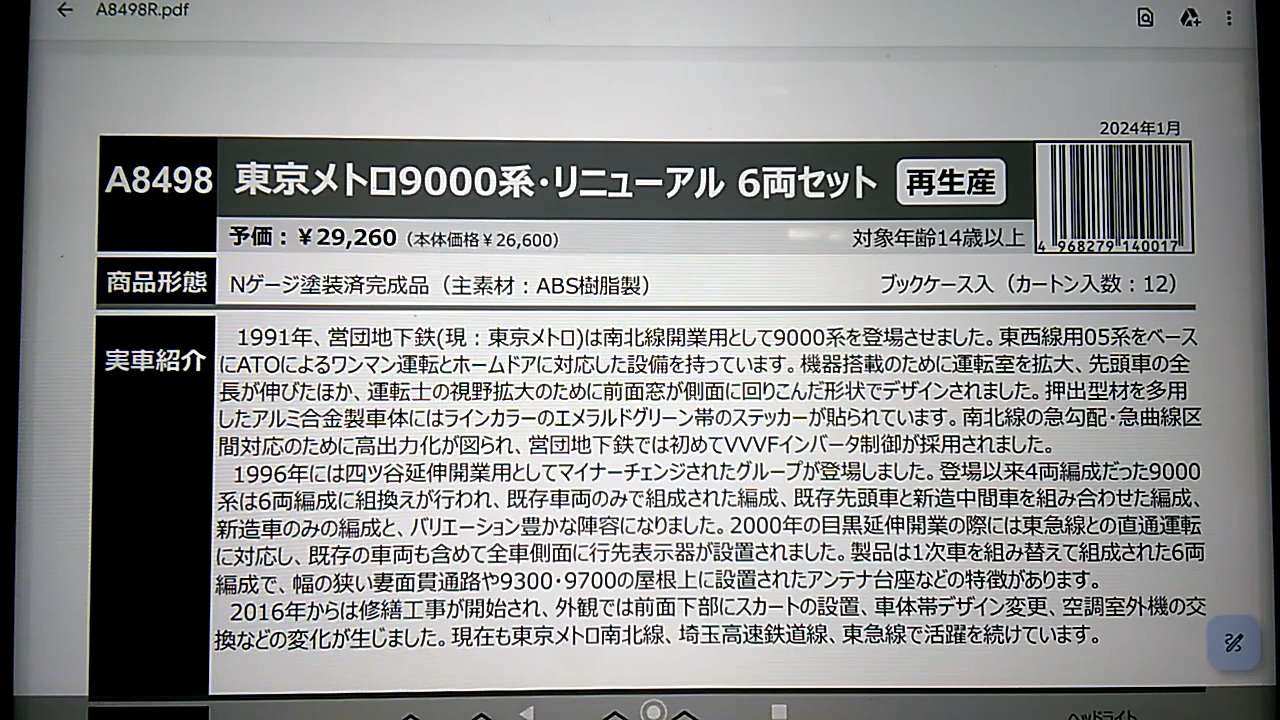 A8498R.pdf
2024年1月
A8498
東京メトロ9000系・リニューアル 6両セット 再生産
予価：￥29,260（本体価格￥26,600） 対象年齢14歳以上
4 968279 140017
商品形態 Nゲージ塗装済完成品（主素材：ABS樹脂製） ブックケース入（カートン入数：12）
実車紹介
1991年、営団地下鉄(現：東京メトロ)は南北線開業用として9000系を登場させました。東西線用05系をベース
にATOによるワンマン運転とホームドアに対応した設備を持っています。機器搭載のために運転室を拡大、先頭車の全
長が伸びたほか、運転士の視野拡大のために前面窓が側面に回りこんだ形状でデザインされました。押出型材を多用
したアルミ合金製車体にはラインカラーのエメラルドグリーン帯のステッカーが貼られています。南北線の急勾配・急曲線区
間対応のために高出力化が図られ、営団地下鉄では初めてVVVFインバータ制御が採用されました。
1996年には四ツ谷延伸開業用としてマイナーチェンジされたグループが登場しました。登場以来4両編成だった9000
系は6両編成に組換えが行われ、既存車両のみで組成された編成、既存先頭車と新造中間車を組み合わせた編成、
新造車のみの編成と、バリエーション豊かな陣容になりました。2000年の目黒延伸開業の際には東急線との直通運転
に対応し、既存の車両も含めて全車側面に行先表示器が設置されました。製品は1次車を組み替えて組成された6両
編成で、幅の狭い妻面貫通路や9300・9700の屋根上に設置されたアンテナ台座などの特徴があります。
2016年からは修繕工事が開始され、外観では前面下部にスカートの設置、車体帯デザイン変更、空調室外機の交
換などの変化が生じました。現在も東京メトロ南北線、埼玉高速鉄道線、東急線で活躍を続けています。
ヘッドライト